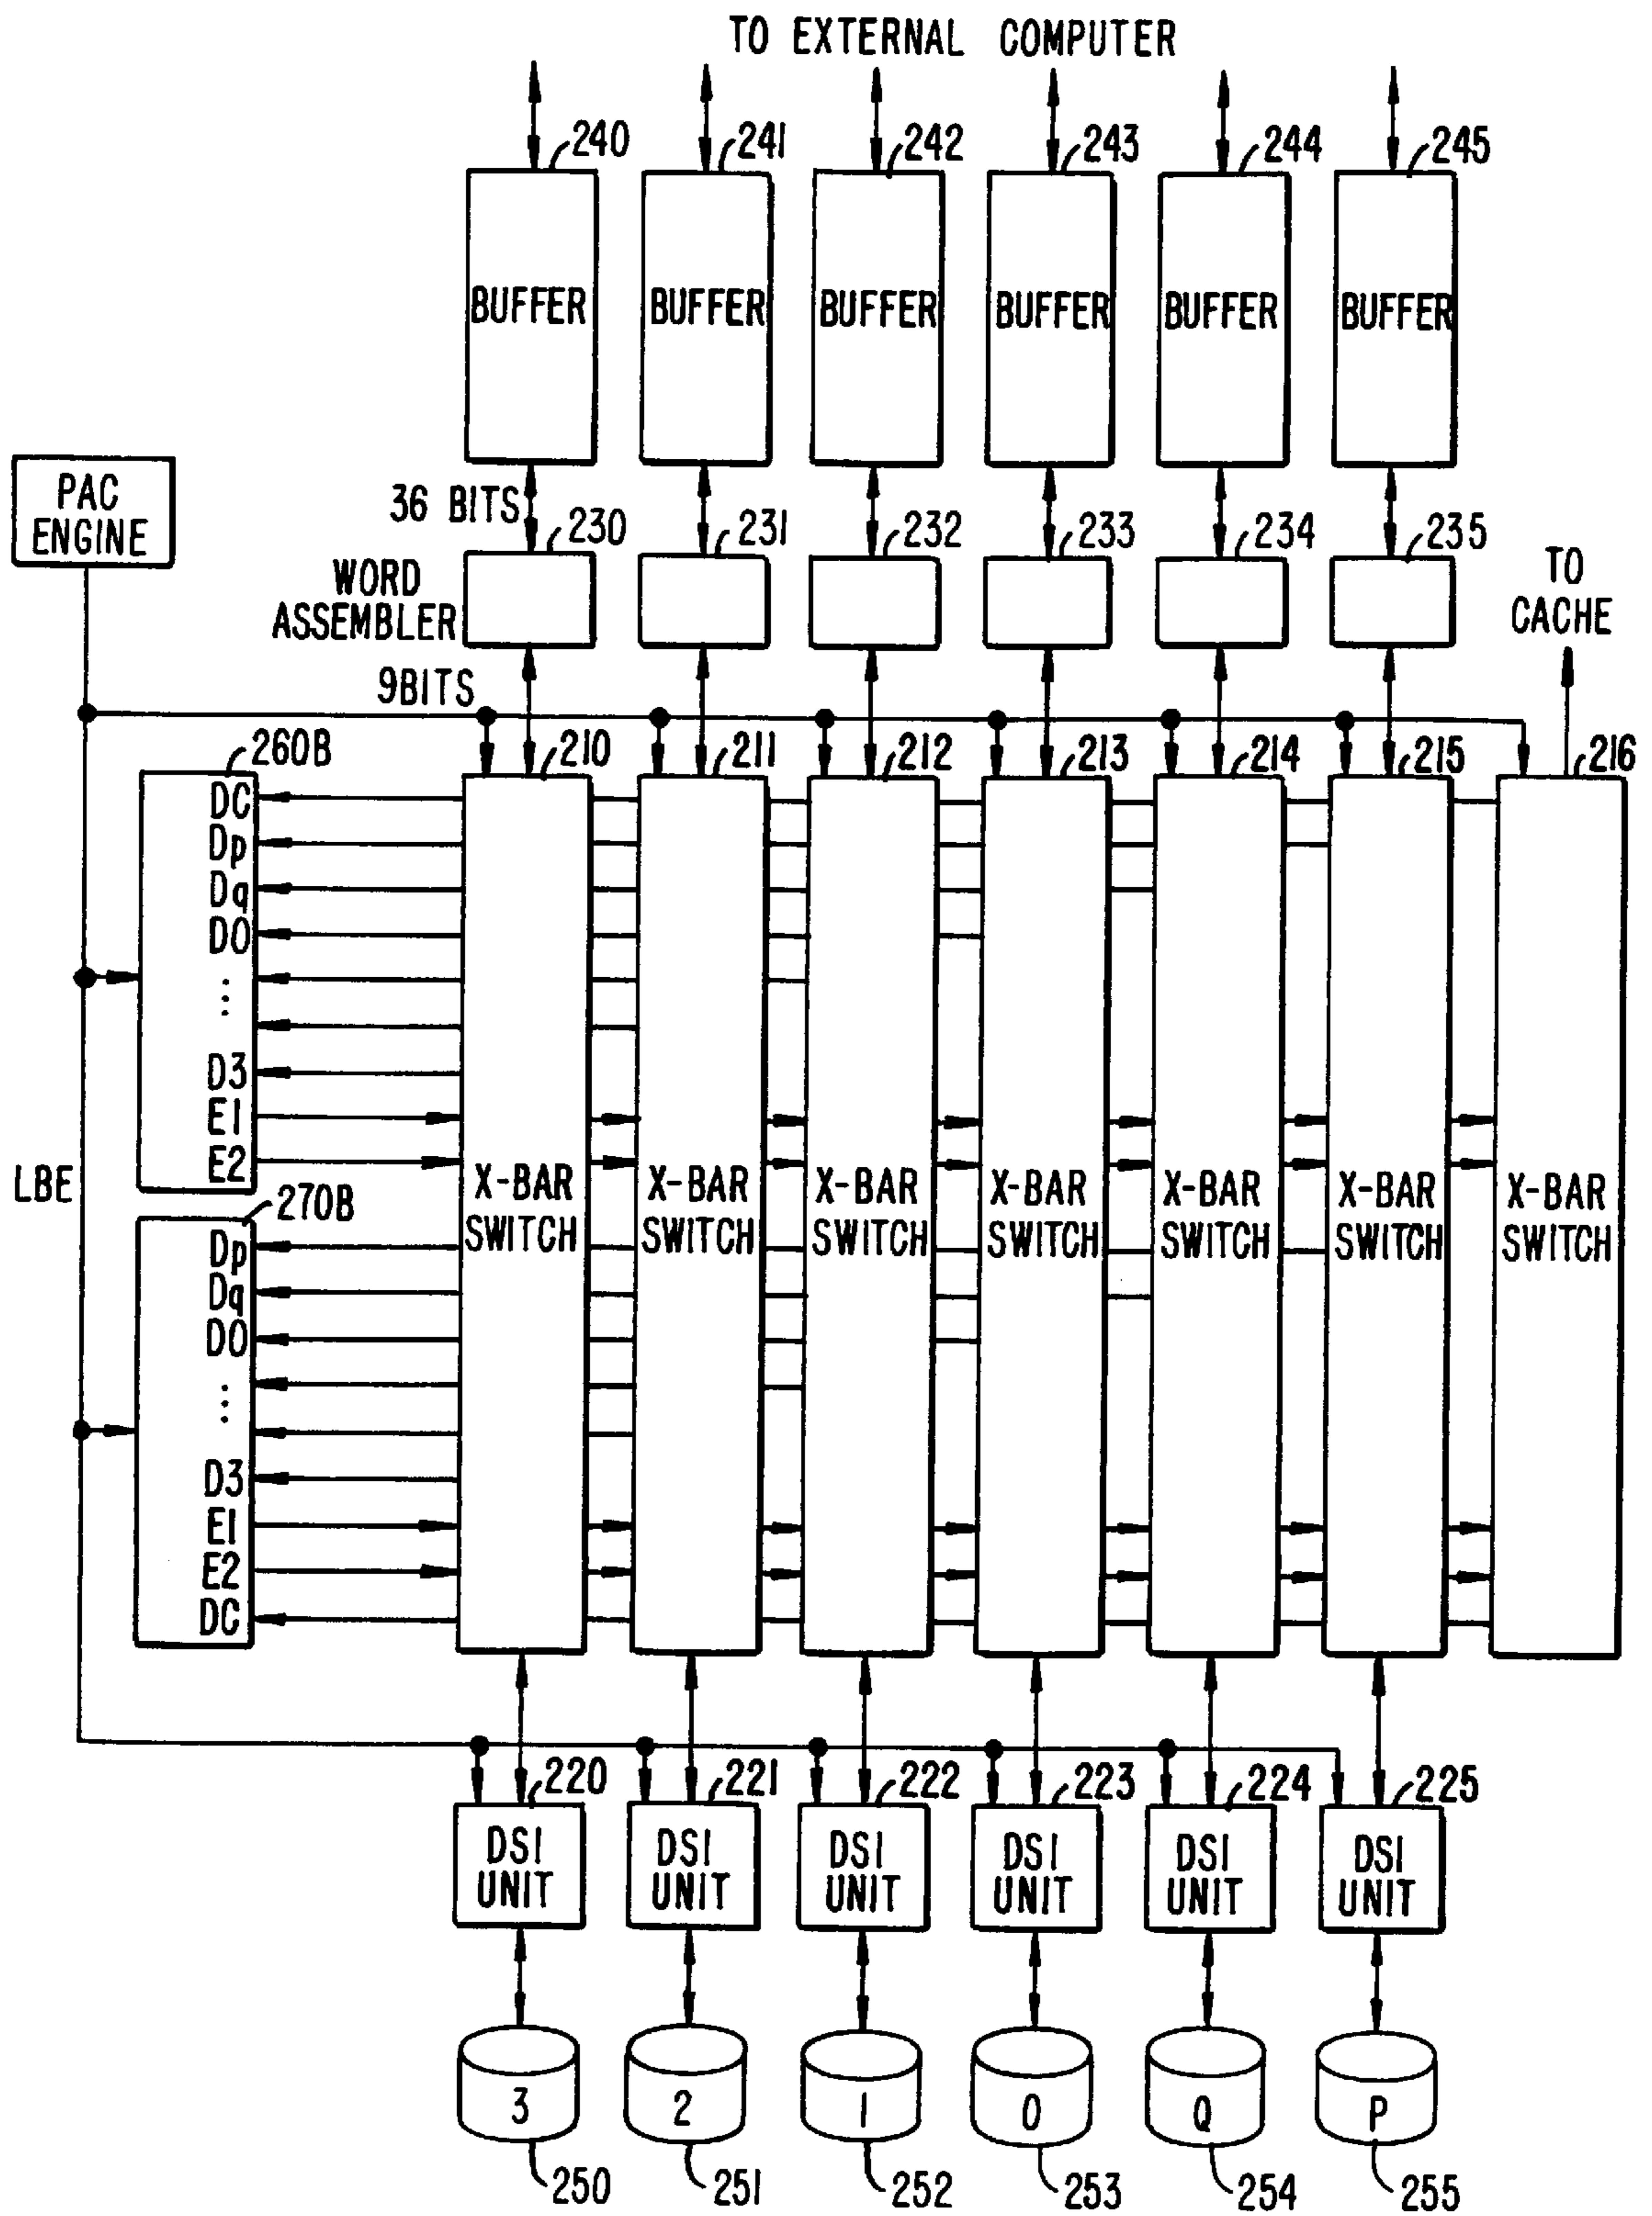 TO EXTERNAL COMPUTER
240 241 242 243 244 245
BUFFER BUFFER BUFFER BUFFER BUFFER BUFFER
PAC
ENGINE
36 BITS
230 231 232 233 234 235
WORD
ASSEMBLER
TO
CACHE
9BITS
260B 210 211 212 213 214 215 216
DC
Dp
Dq
D0
...
D3
E1
E2
LBE
X-BAR X-BAR X-BAR X-BAR X-BAR X-BAR X-BAR
SWITCH SWITCH SWITCH SWITCH SWITCH SWITCH SWITCH
270B
Dp
Dq
D0
...
D3
E1
E2
DC
220 221 222 223 224 225
DSI DSI DSI DSI DSI DSI
UNIT UNIT UNIT UNIT UNIT UNIT
3 2 1 0 Q P
250 251 252 253 254 255